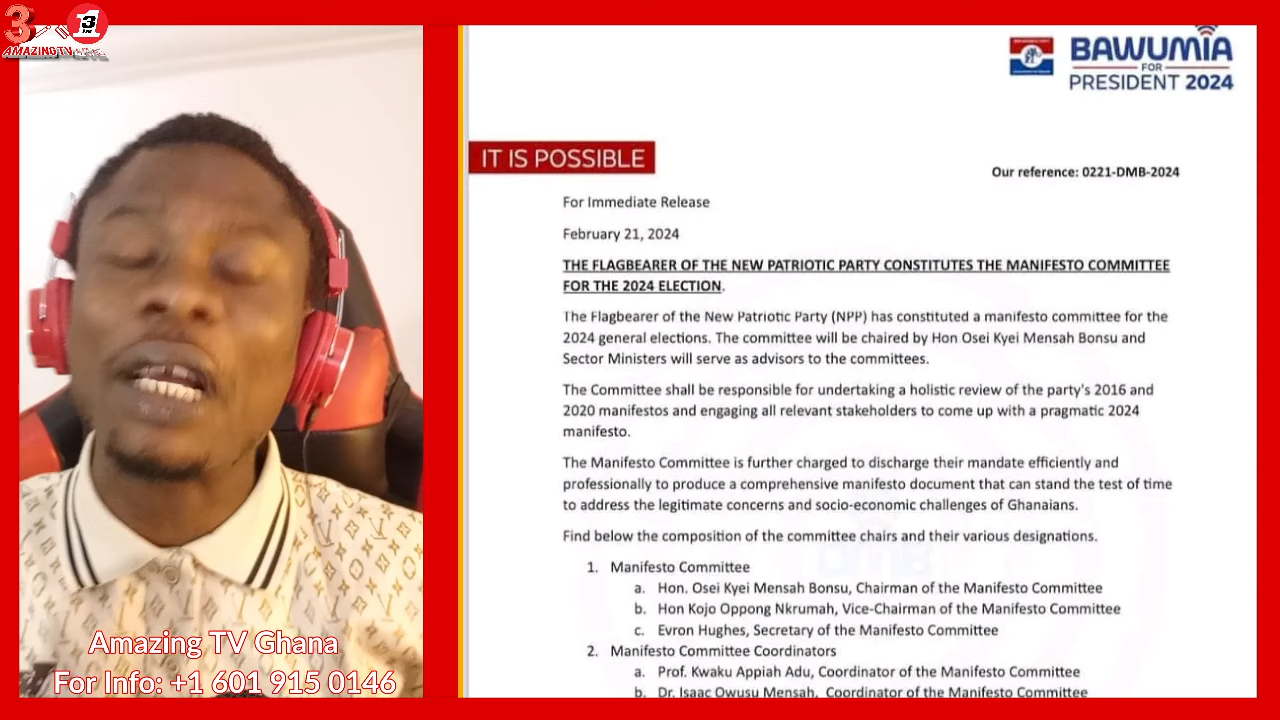 3
13
AMAZINGTV LIVE
BAWUMIA
FOR
PRESIDENT 2024
IT IS POSSIBLE
Our reference: 0221-DMB-2024
For Immediate Release
February 21, 2024
THE FLAGBEARER OF THE NEW PATRIOTIC PARTY CONSTITUTES THE MANIFESTO COMMITTEE
FOR THE 2024 ELECTION.
The Flagbearer of the New Patriotic Party (NPP) has constituted a manifesto committee for the
2024 general elections. The committee will be chaired by Hon Osei Kyei Mensah Bonsu and
Sector Ministers will serve as advisors to the committees.
The Committee shall be responsible for undertaking a holistic review of the party's 2016 and
2020 manifestos and engaging all relevant stakeholders to come up with a pragmatic 2024
manifesto.
The Manifesto Committee is further charged to discharge their mandate efficiently and
professionally to produce a comprehensive manifesto document that can stand the test of time
to address the legitimate concerns and socio-economic challenges of Ghanaians.
Find below the composition of the committee chairs and their various designations.
1. Manifesto Committee
a. Hon. Osei Kyei Mensah Bonsu, Chairman of the Manifesto Committee
b. Hon Kojo Oppong Nkrumah, Vice-Chairman of the Manifesto Committee
c. Evron Hughes, Secretary of the Manifesto Committee
2. Manifesto Committee Coordinators
a. Prof. Kwaku Appiah Adu, Coordinator of the Manifesto Committee
b. Dr. Isaac Owusu Mensah, Coordinator of the Manifesto Committee
Amazing TV Ghana
For Info: +1 601 915 0146